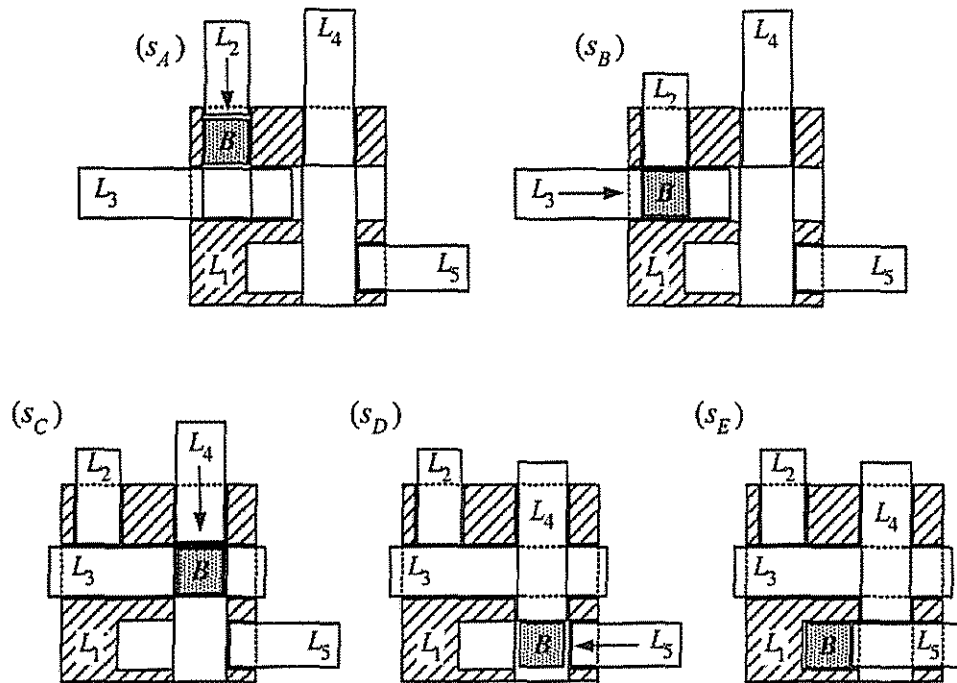 (s_A) L_2 L_4
B
L_3
L_1 L_5
(s_B) L_2 L_4
L_3 B
L_1 L_5
(s_C) L_2 L_4
L_3 B
L_1 L_5
(s_D) L_2
L_4
L_3
L_1 B L_5
(s_E) L_2
L_4
L_3
L_1 B L_5